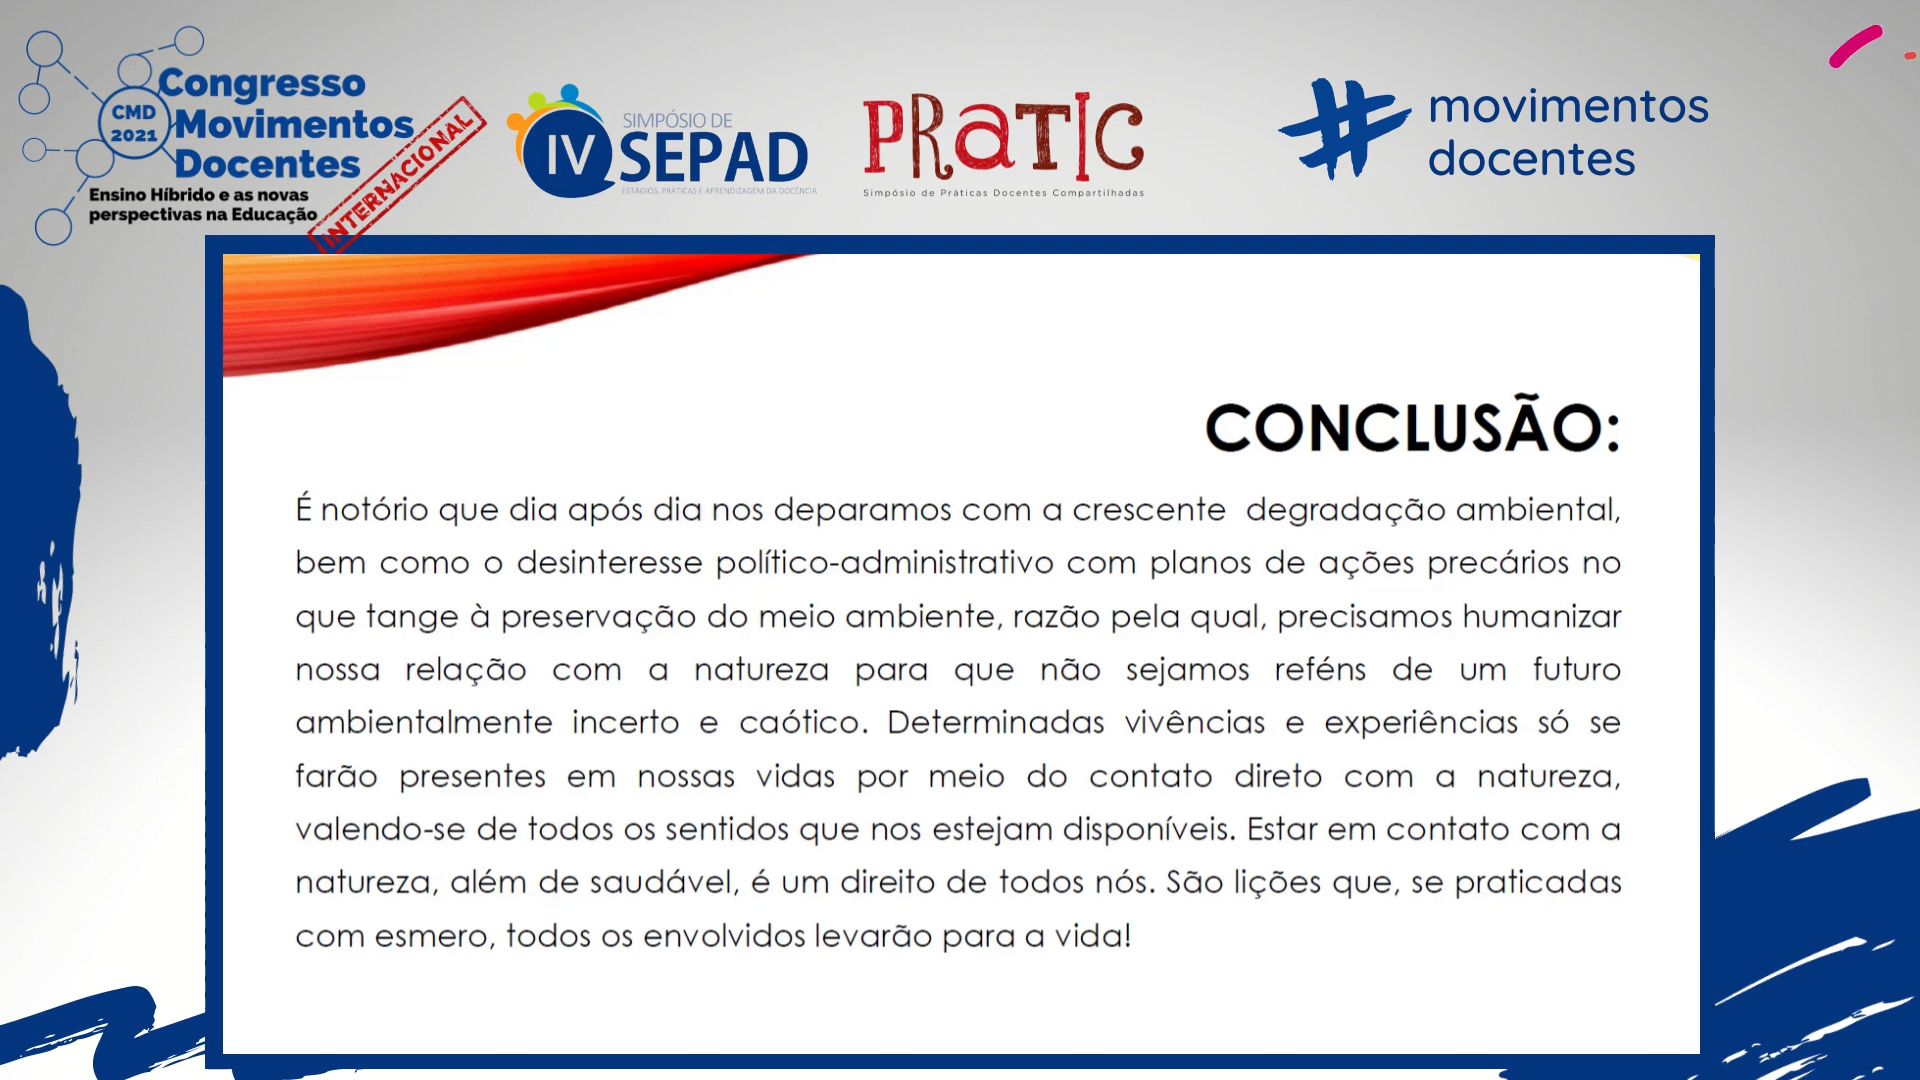 Congresso
CMD
2021
Movimentos
Docentes
Ensino Híbrido e as novas
perspectivas na Educação
INTERNACIONAL
SIMPÓSIO DE
IV SEPAD
ESTÁGIOS, PRÁTICAS E APRENDIZAGEM DA DOCÊNCIA
PRATIC
Simpósio de Práticas Docentes Compartilhadas
# movimentos
docentes
CONCLUSÃO:
É notório que dia após dia nos deparamos com a crescente degradação ambiental,
bem como o desinteresse político-administrativo com planos de ações precários no
que tange à preservação do meio ambiente, razão pela qual, precisamos humanizar
nossa relação com a natureza para que não sejamos reféns de um futuro
ambientalmente incerto e caótico. Determinadas vivências e experiências só se
farão presentes em nossas vidas por meio do contato direto com a natureza,
valendo-se de todos os sentidos que nos estejam disponíveis. Estar em contato com a
natureza, além de saudável, é um direito de todos nós. São lições que, se praticadas
com esmero, todos os envolvidos levarão para a vida!